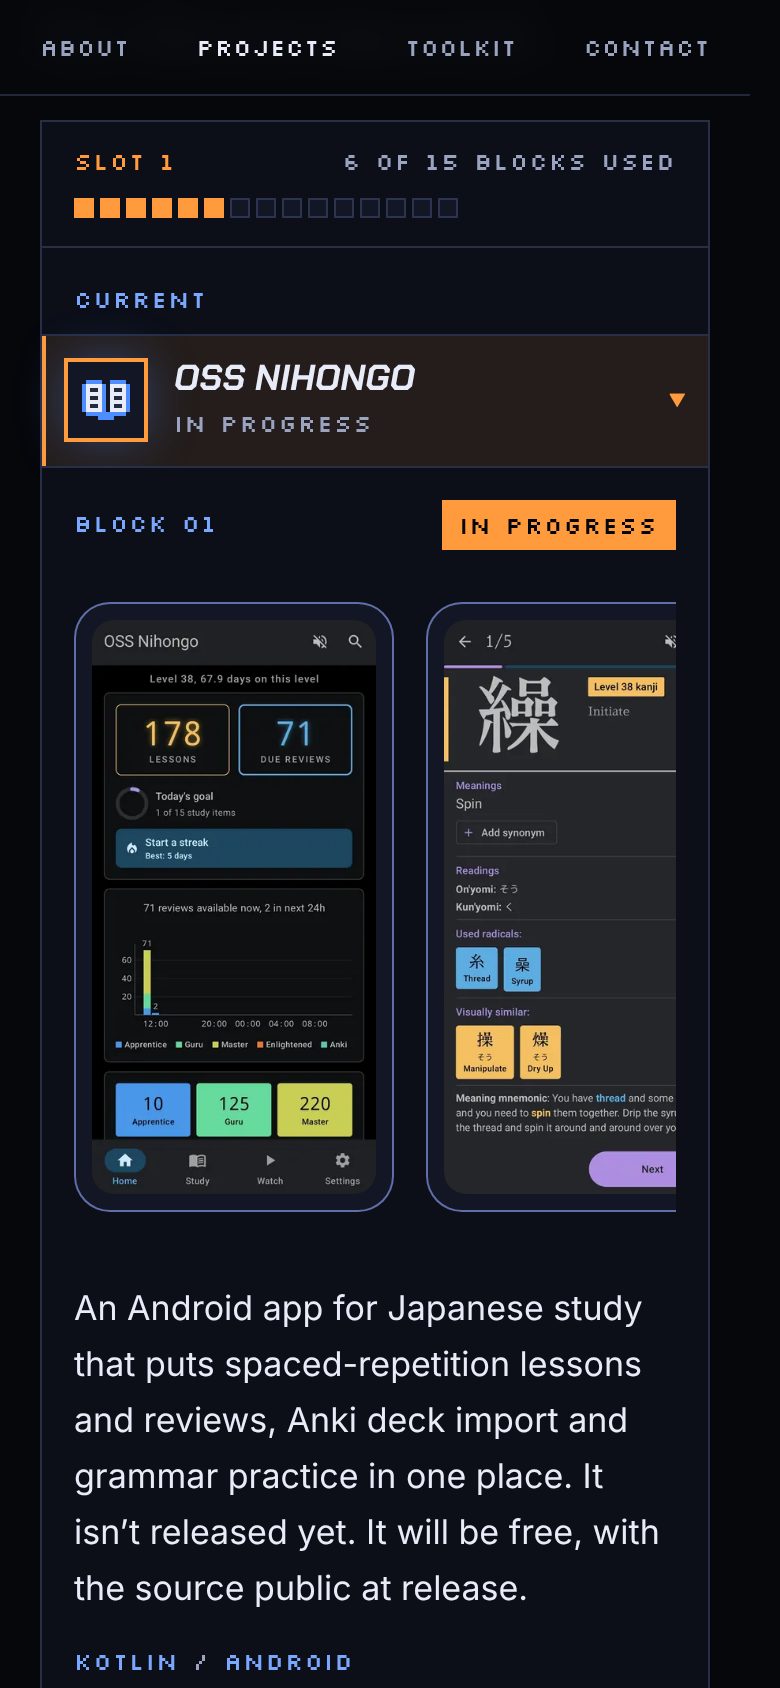 ABOUT PROJECTS TOOLKIT CONTACT
SLOT 1 6 OF 15 BLOCKS USED
CURRENT
OSS NIHONGO
IN PROGRESS
BLOCK 01 IN PROGRESS
OSS Nihongo
Level 38, 67.9 days on this level
178 71
LESSONS DUE REVIEWS
Today's goal
1 of 15 study items
Start a streak
Best: 5 days
71 reviews available now, 2 in next 24h
71
60
40
20
2
12:00 20:00 00:00 04:00 08:00
Apprentice Guru Master Enlightened Anki
10 125 220
Apprentice Guru Master
Home Study Watch Settings
1/5
繰 Level 38 kanji
Initiate
Meanings
Spin
+ Add synonym
Readings
On'yomi: そう
Kun'yomi: く
Used radicals:
糸 喿
Thread Syrup
Visually similar:
操 燥
そう そう
Manipulate Dry Up
Meaning mnemonic: You have thread and some
and you need to spin them together. Drip the syru
the thread and spin it around and around over yo
Next
An Android app for Japanese study
that puts spaced-repetition lessons
and reviews, Anki deck import and
grammar practice in one place. It
isn’t released yet. It will be free, with
the source public at release.
KOTLIN / ANDROID